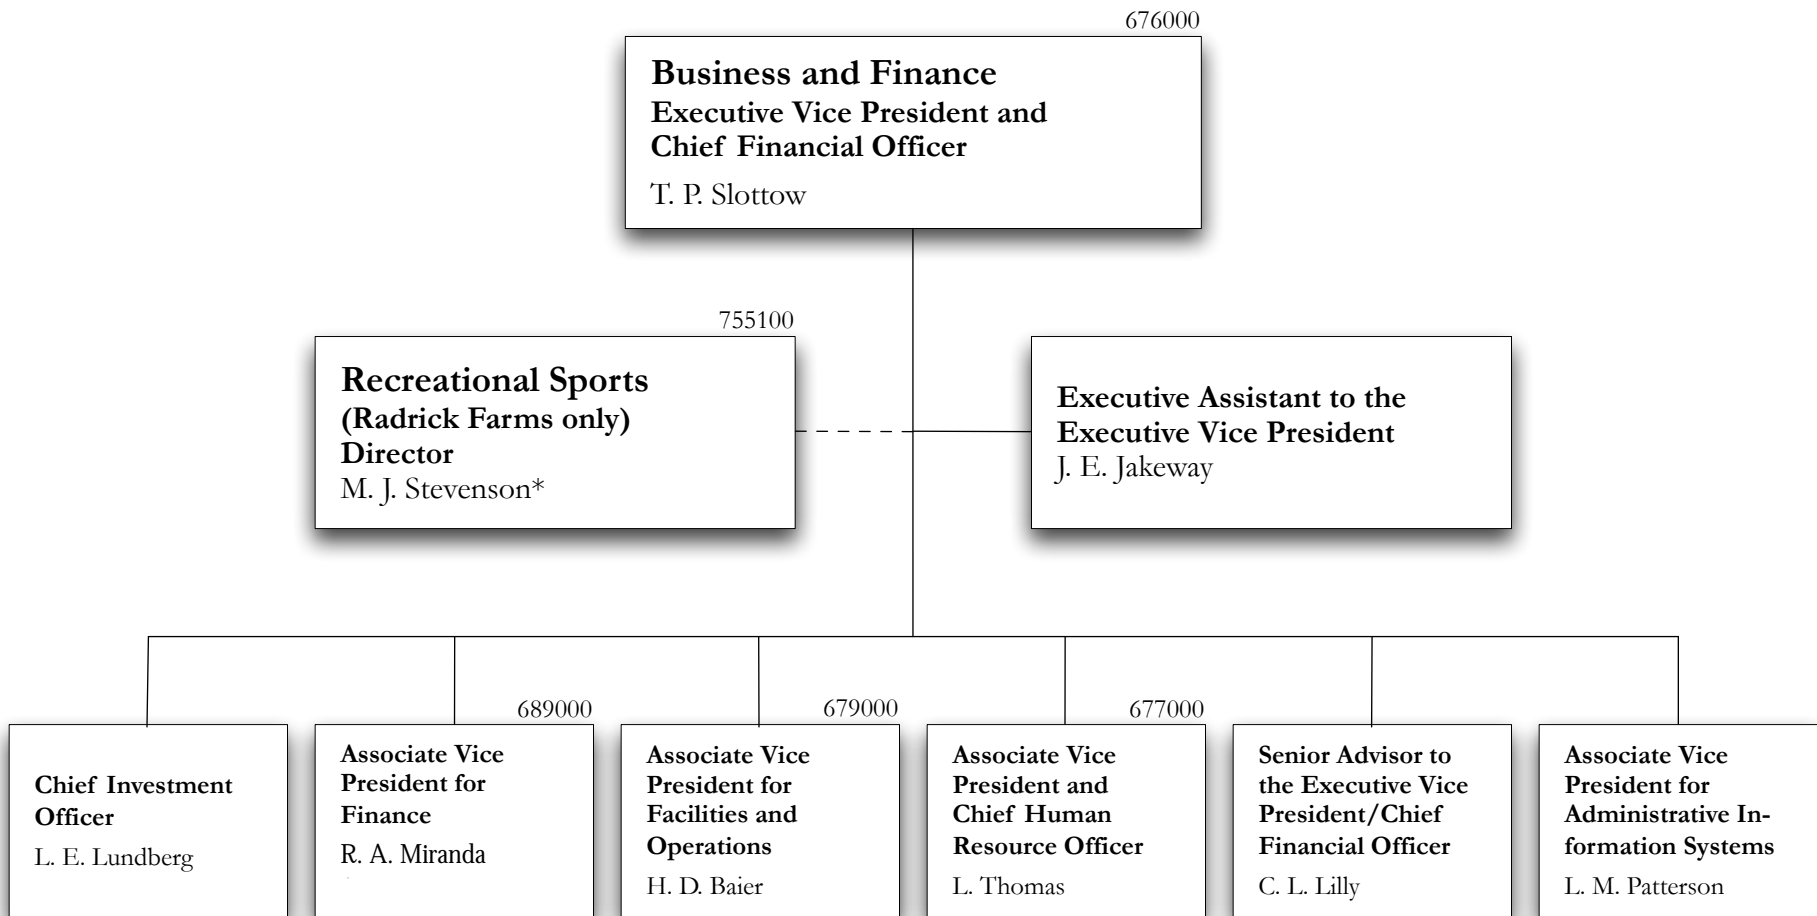 676000
Business and Finance
Executive Vice President and
Chief Financial Officer
T. P. Slottow
755100
Recreational Sports
(Radrick Farms only)
Director
M. J. Stevenson*
Executive Assistant to the
Executive Vice President
J. E. Jakeway
Chief Investment
Officer
L. E. Lundberg
689000
Associate Vice
President for
Finance
R. A. Miranda
679000
Associate Vice
President for
Facilities and
Operations
H. D. Baier
677000
Associate Vice
President and
Chief Human
Resource Officer
L. Thomas
Senior Advisor to
the Executive Vice
President/Chief
Financial Officer
C. L. Lilly
Associate Vice
President for
Administrative In-
formation Systems
L. M. Patterson